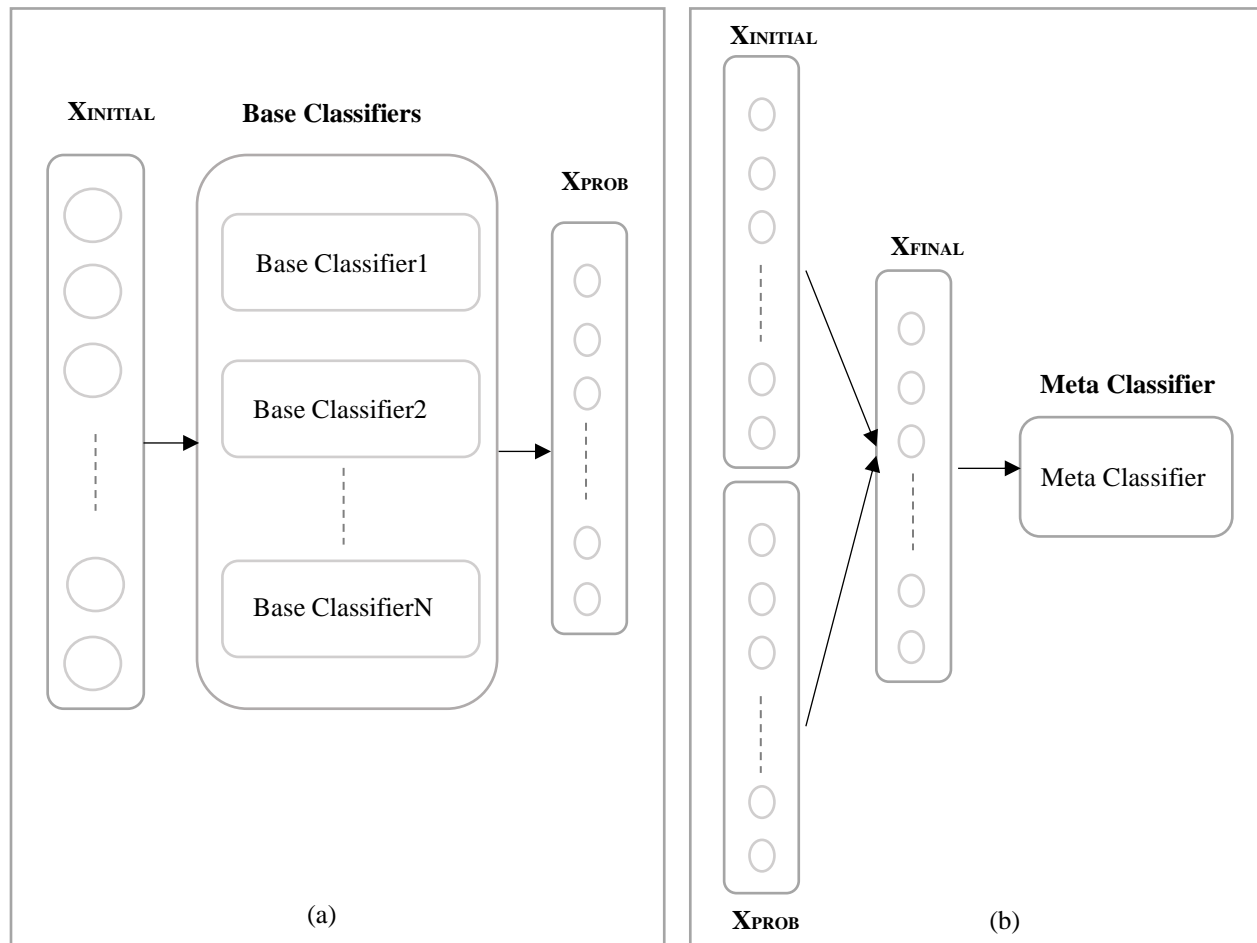 XINITIAL
Base Classifiers
XPROB
Base Classifier1
Base Classifier2
Base ClassifierN
(a)
XINITIAL
XFINAL
Meta Classifier
Meta Classifier
XPROB
(b)